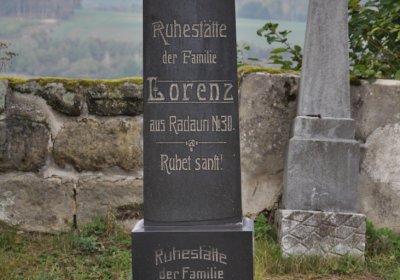 Ruhestätte
der Familie
Lorenz
aus Radaun № 30.
Ruhet sanft!
Ruhestätte
der Familie